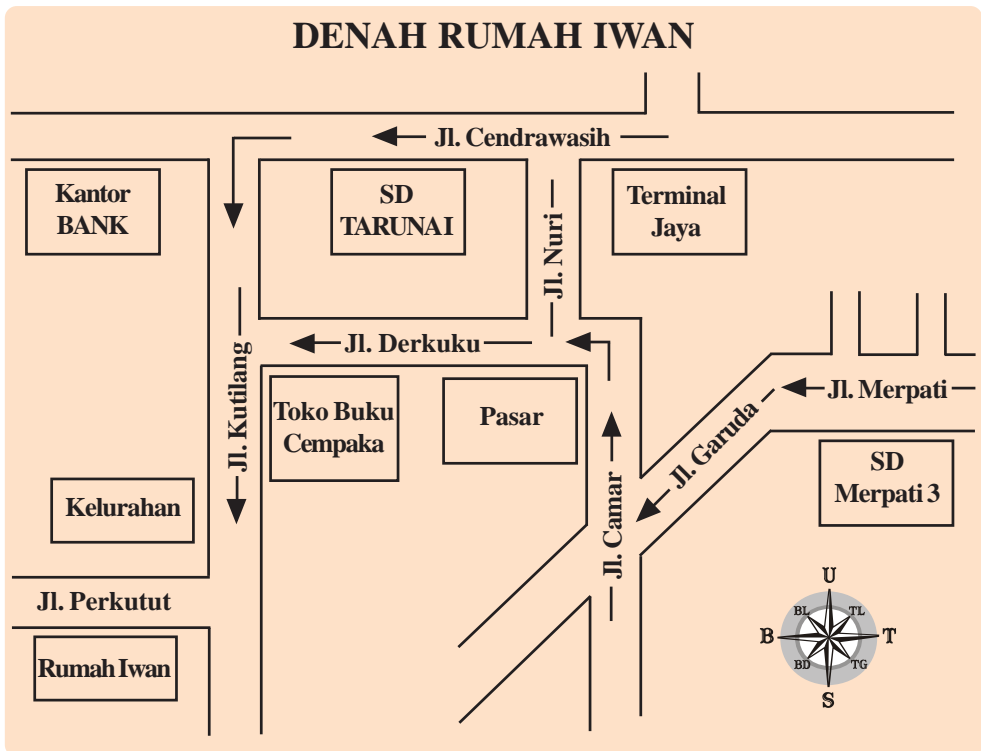 DENAH RUMAH IWAN
Jl. Cendrawasih
Kantor
BANK
SD
TARUNA I
Jl. Nuri
Terminal
Jaya
Jl. Derkuku
Jl. Kutilang
Toko Buku
Cempaka
Pasar
Jl. Merpati
Jl. Garuda
SD
Merpati 3
Kelurahan
Jl. Camar
Jl. Perkutut
Rumah Iwan
U
BL
TL
B
T
BD
TG
S